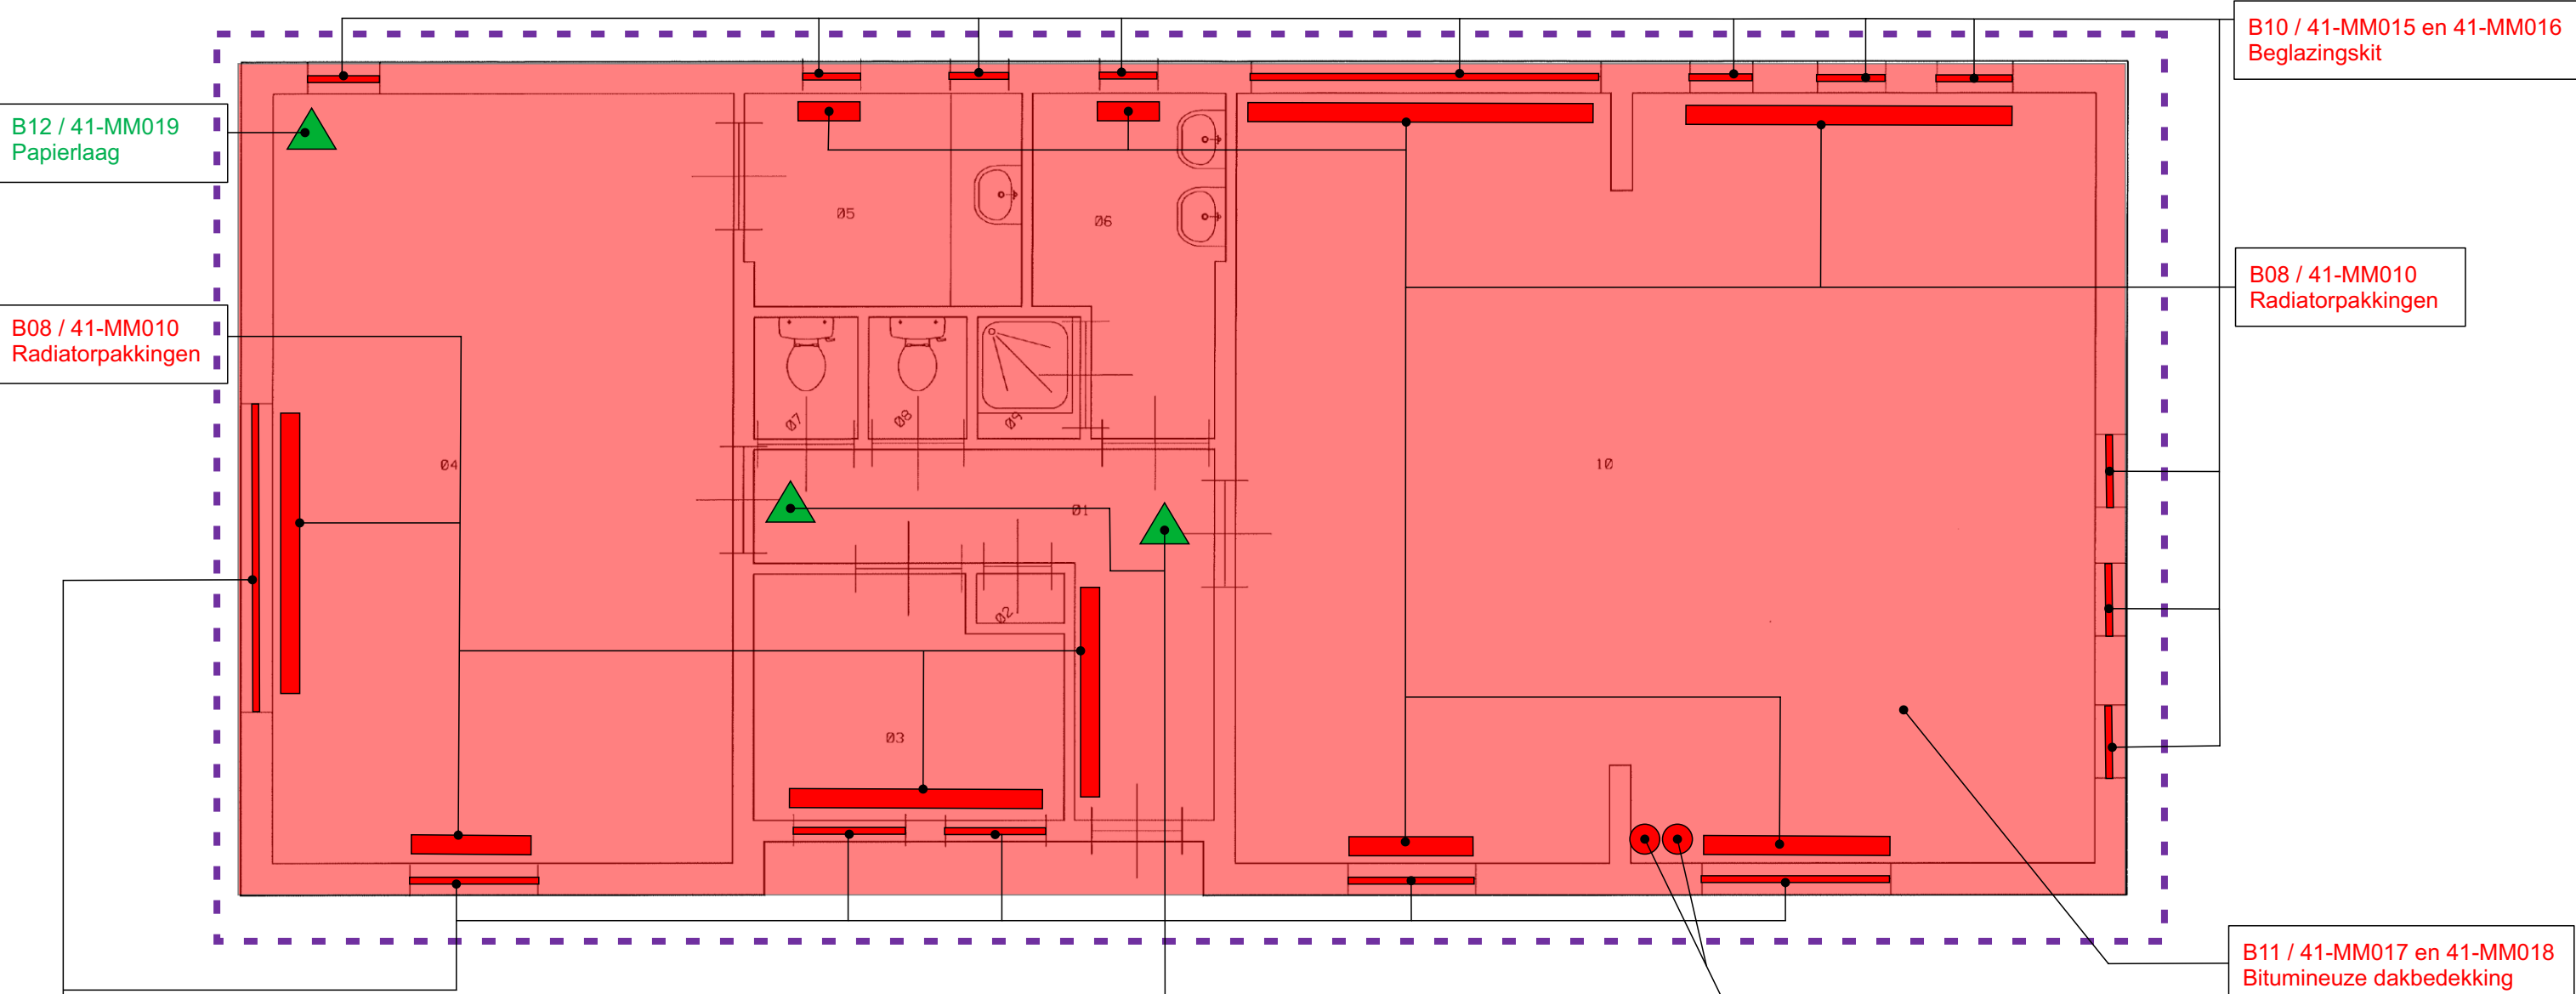 B10 / 41-MM015 en 41-MM016
Beglazingskit
B12 / 41-MM019
Papierlaag
05
06
B08 / 41-MM010
Radiatorpakkingen
B08 / 41-MM010
Radiatorpakkingen
07
08
09
04
10
01
02
03
B11 / 41-MM017 en 41-MM018
Bitumineuze dakbedekking